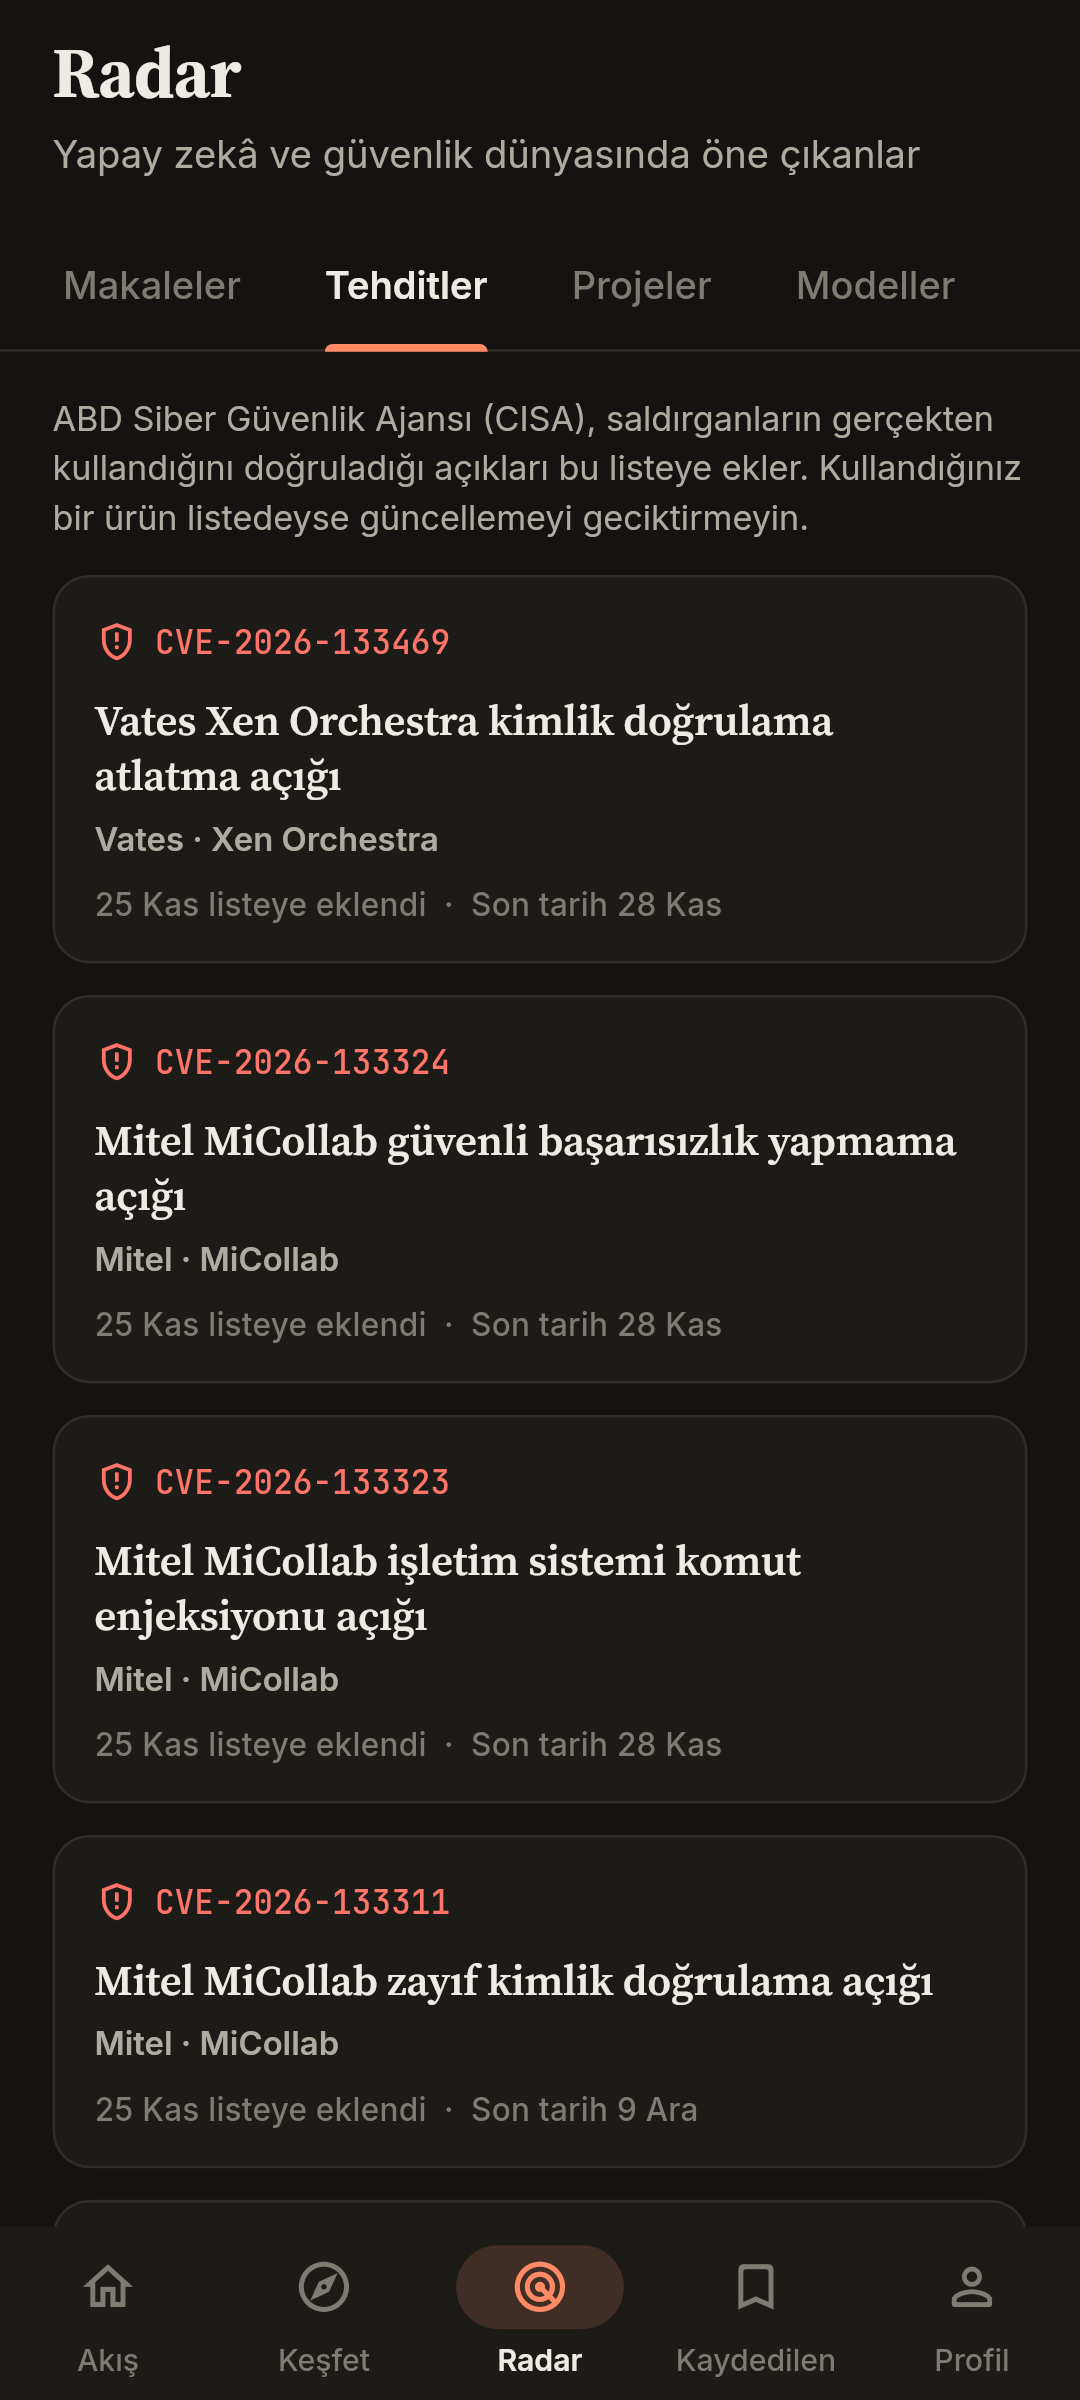 Radar
Yapay zekâ ve güvenlik dünyasında öne çıkanlar
Makaleler Tehditler Projeler Modeller
ABD Siber Güvenlik Ajansı (CISA), saldırganların gerçekten
kullandığını doğruladığı açıkları bu listeye ekler. Kullandığınız
bir ürün listedeyse güncellemeyi geciktirmeyin.
CVE-2026-133469
Vates Xen Orchestra kimlik doğrulama
atlatma açığı
Vates · Xen Orchestra
25 Kas listeye eklendi · Son tarih 28 Kas
CVE-2026-133324
Mitel MiCollab güvenli başarısızlık yapmama
açığı
Mitel · MiCollab
25 Kas listeye eklendi · Son tarih 28 Kas
CVE-2026-133323
Mitel MiCollab işletim sistemi komut
enjeksiyonu açığı
Mitel · MiCollab
25 Kas listeye eklendi · Son tarih 28 Kas
CVE-2026-133311
Mitel MiCollab zayıf kimlik doğrulama açığı
Mitel · MiCollab
25 Kas listeye eklendi · Son tarih 9 Ara
Akış Keşfet Radar Kaydedilen Profil